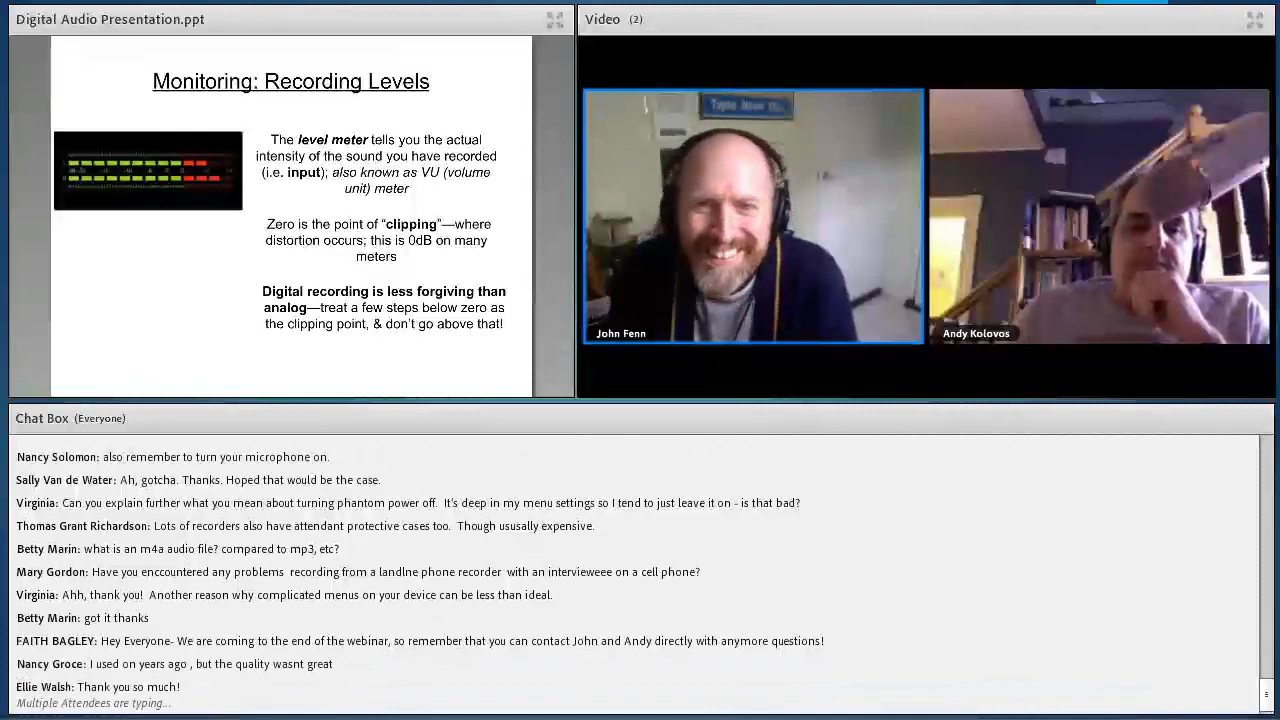 Digital Audio Presentation.ppt
Monitoring: Recording Levels
The level meter tells you the actual
intensity of the sound you have recorded
(i.e. input); also known as VU (volume
unit) meter
Zero is the point of “clipping”—where
distortion occurs; this is 0dB on many
meters
Digital recording is less forgiving than
analog—treat a few steps below zero as
the clipping point, & don't go above that!
Video (2)
John Fenn
Andy Kolovos
Chat Box (Everyone)
Nancy Solomon: also remember to turn your microphone on.
Sally Van de Water: Ah, gotcha. Thanks. Hoped that would be the case.
Virginia: Can you explain further what you mean about turning phantom power off. It's deep in my menu settings so I tend to just leave it on - is that bad?
Thomas Grant Richardson: Lots of recorders also have attendant protective cases too. Though ususally expensive.
Betty Marin: what is an m4a audio file? compared to mp3, etc?
Mary Gordon: Have you enccountered any problems recording from a landlne phone recorder with an intervieweee on a cell phone?
Virginia: Ahh, thank you! Another reason why complicated menus on your device can be less than ideal.
Betty Marin: got it thanks
FAITH BAGLEY: Hey Everyone- We are coming to the end of the webinar, so remember that you can contact John and Andy directly with anymore questions!
Nancy Groce: I used on years ago , but the quality wasnt great
Ellie Walsh: Thank you so much!
Multiple Attendees are typing...